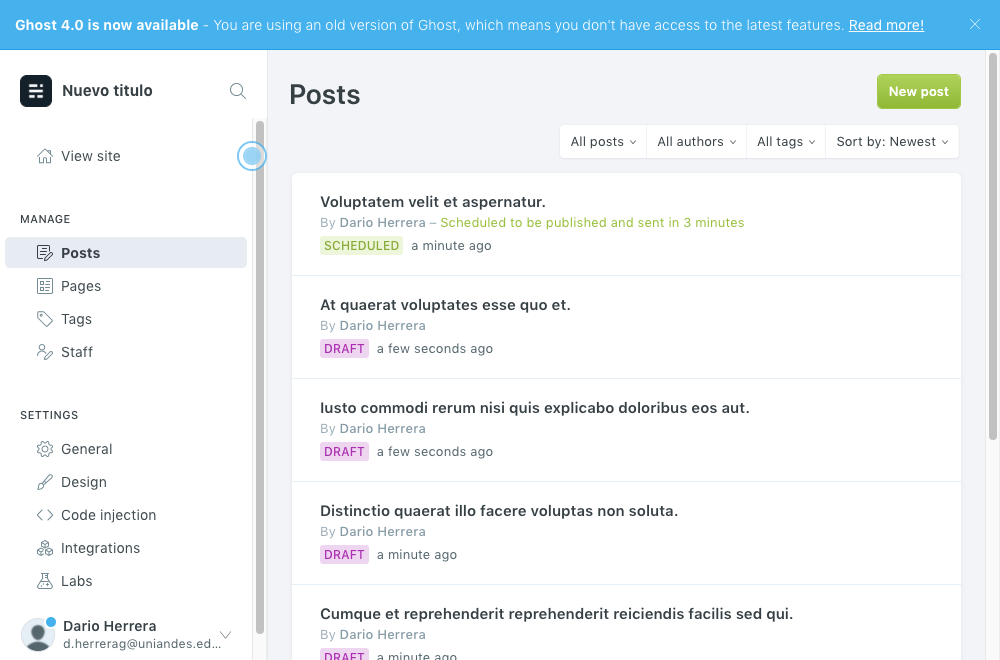 Ghost 4.0 is now available - You are using an old version of Ghost, which means you don't have access to the latest features. Read more!
Nuevo titulo
View site
MANAGE
Posts
Pages
Tags
Staff
SETTINGS
General
Design
Code injection
Integrations
Labs
Dario Herrera
d.herrerag@uniandes.ed...
Posts
New post
All posts
All authors
All tags
Sort by: Newest
Voluptatem velit et aspernatur.
By Dario Herrera – Scheduled to be published and sent in 3 minutes
SCHEDULED a minute ago
At quaerat voluptates esse quo et.
By Dario Herrera
DRAFT a few seconds ago
Iusto commodi rerum nisi quis explicabo doloribus eos aut.
By Dario Herrera
DRAFT a few seconds ago
Distinctio quaerat illo facere voluptas non soluta.
By Dario Herrera
DRAFT a minute ago
Cumque et reprehenderit reprehenderit reiciendis facilis sed qui.
By Dario Herrera
DRAFT a minute ago